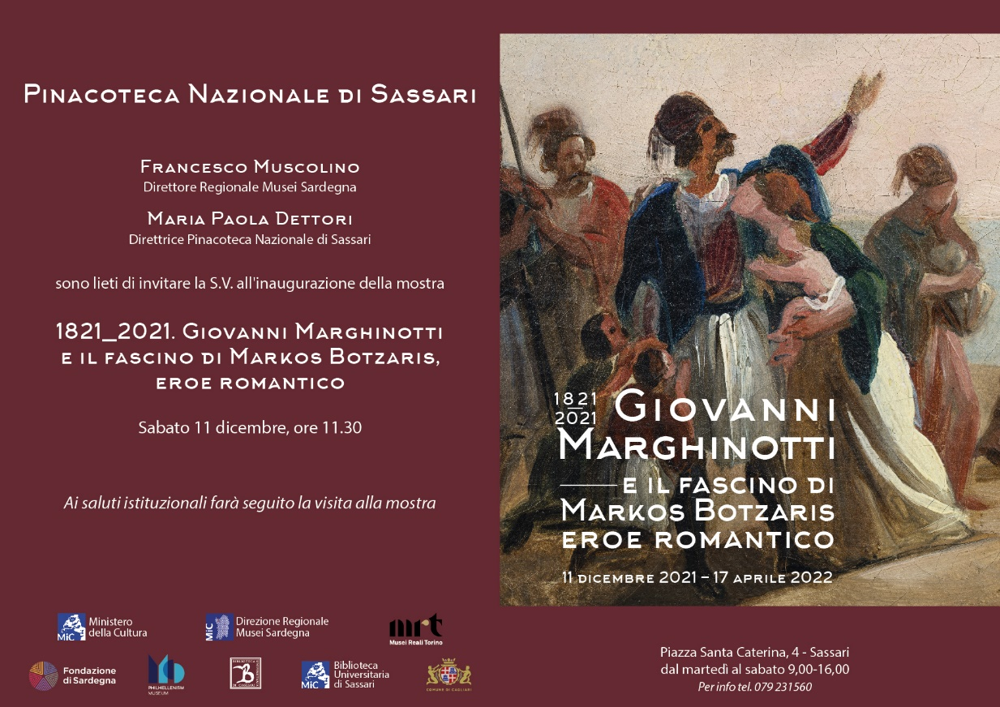 Pinacoteca Nazionale di Sassari
Francesco Muscolino
Direttore Regionale Musei Sardegna
Maria Paola Dettori
Direttrice Pinacoteca Nazionale di Sassari
sono lieti di invitare la S.V. all'inaugurazione della mostra
1821_2021. Giovanni Marghinotti
e il fascino di Markos Botzaris,
eroe romantico
Sabato 11 dicembre, ore 11.30
Ai saluti istituzionali farà seguito la visita alla mostra
MiC
Ministero
della Cultura
MiC
Direzione Regionale
Musei Sardegna
mrt
Musei Reali Torino
Fondazione
di Sardegna
PHILHELLENISM
MUSEUM
MiC
Biblioteca
Universitaria
di Sassari
COMUNE DI CAGLIARI
1821
2021
Giovanni
Marghinotti
e il fascino di
Markos Botzaris
eroe romantico
11 dicembre 2021 – 17 aprile 2022
Piazza Santa Caterina, 4 - Sassari
dal martedì al sabato 9,00-16,00
Per info tel. 079 231560